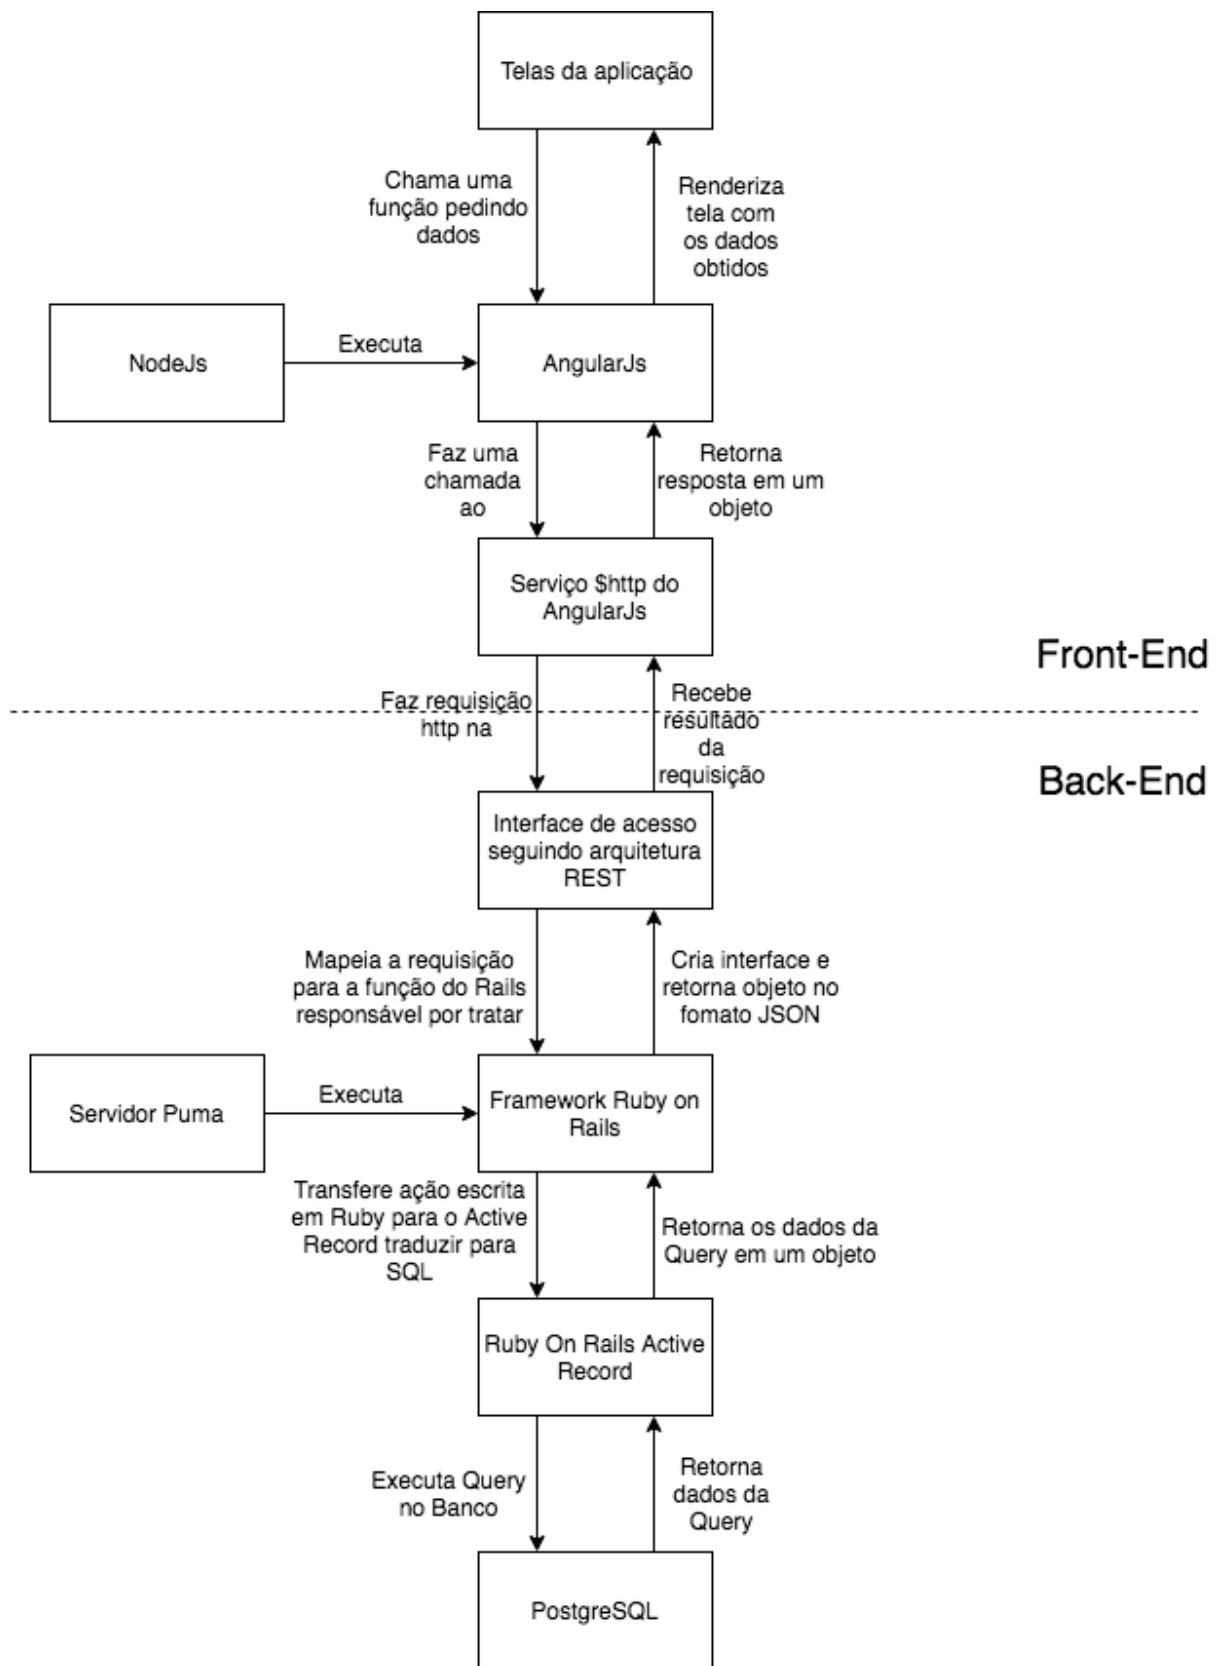 Telas da aplicação
Chama uma
função pedindo
dados
Renderiza
tela com
os dados
obtidos
NodeJs
Executa
AngularJs
Faz uma
chamada
ao
Retorna
resposta em um
objeto
Serviço $http do
AngularJs
Front-End
Faz requisição
http na
Recebe
resultado
da
requisição
Back-End
Interface de acesso
seguindo arquitetura
REST
Mapeia a requisição
para a função do Rails
responsável por tratar
Cria interface e
retorna objeto no
fomato JSON
Servidor Puma
Executa
Framework Ruby on
Rails
Transfere ação escrita
em Ruby para o Active
Record traduzir para
SQL
Retorna os dados da
Query em um objeto
Ruby On Rails Active
Record
Executa Query
no Banco
Retorna
dados da
Query
PostgreSQL